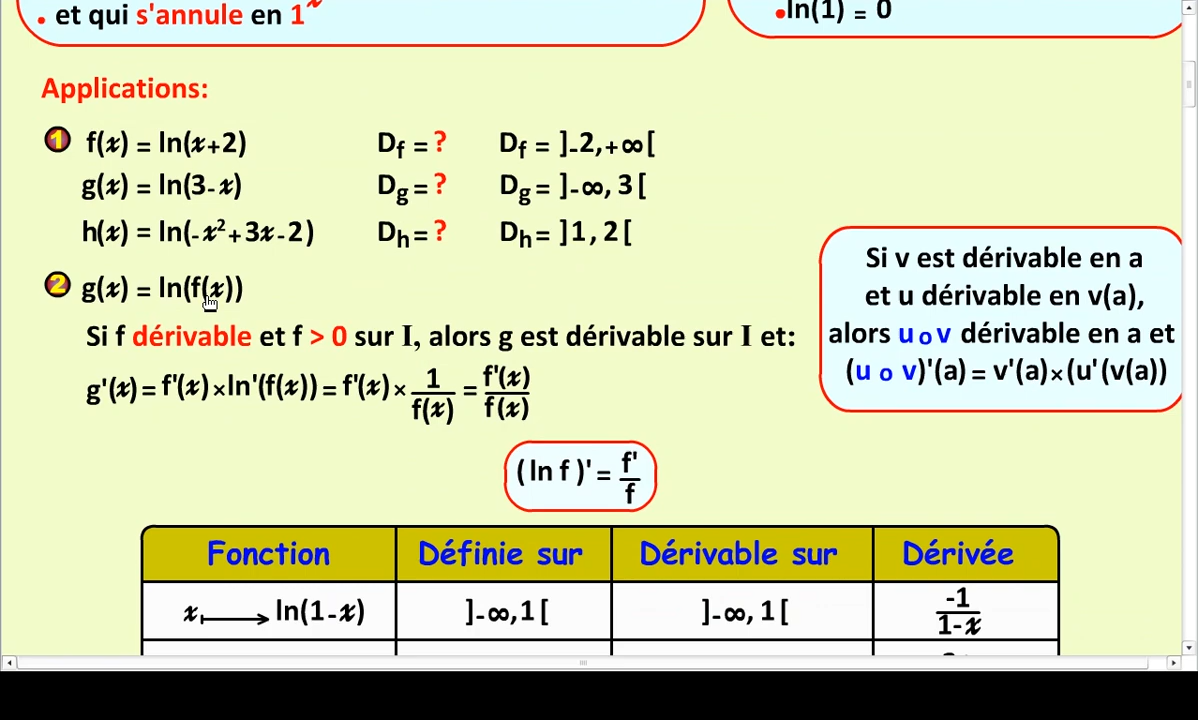 • et qui s'annule en 1
•ln(1) = 0
Applications:
1 f(x) = ln(x+2) Df = ? Df = ]-2,+∞[
g(x) = ln(3-x) Dg = ? Dg = ]-∞, 3[
h(x) = ln(-x²+3x-2) Dh = ? Dh = ]1, 2[
2 g(x) = ln(f(x))
Si f dérivable et f > 0 sur I, alors g est dérivable sur I et:
g'(x) = f'(x)×ln'(f(x)) = f'(x) × 1/f(x) = f'(x)/f(x)
Si v est dérivable en a
et u dérivable en v(a),
alors u o v dérivable en a et
(u o v)'(a) = v'(a)×(u'(v(a))
(ln f )' = f'/f
Fonction Définie sur Dérivable sur Dérivée
x⟼ ln(1-x) ]-∞,1[ ]-∞, 1[ -1/1-x